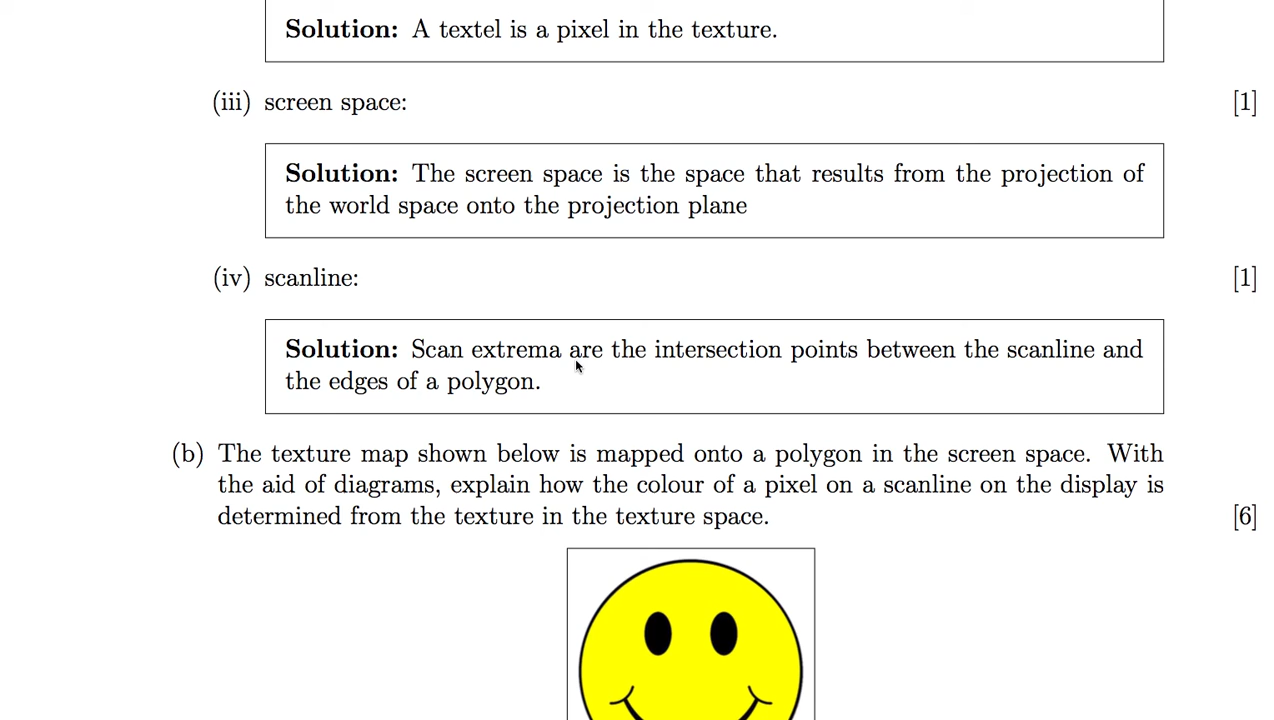 Solution: A textel is a pixel in the texture.
(iii) screen space: [1]
Solution: The screen space is the space that results from the projection of
the world space onto the projection plane
(iv) scanline: [1]
Solution: Scan extrema are the intersection points between the scanline and
the edges of a polygon.
(b) The texture map shown below is mapped onto a polygon in the screen space. With
the aid of diagrams, explain how the colour of a pixel on a scanline on the display is
determined from the texture in the texture space. [6]